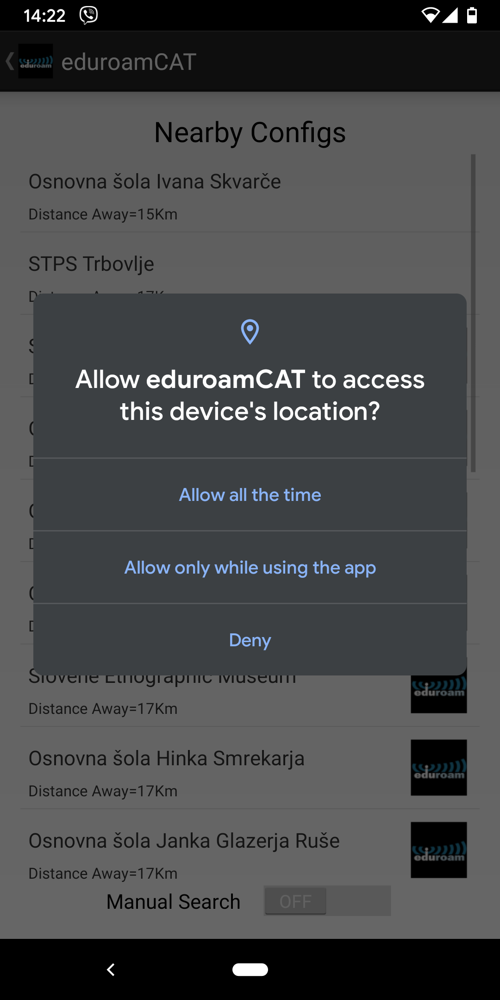 14:22
eduroam
eduroamCAT
Nearby Configs
Osnovna šola Ivana Skvarče
Distance Away=15Km
STPS Trbovlje
Allow eduroamCAT to access
this device's location?
Allow all the time
Allow only while using the app
Deny
Slovene Ethographic Museum
eduroam
Distance Away=17Km
Osnovna šola Hinka Smrekarja
eduroam
Distance Away=17Km
Osnovna šola Janka Glazerja Ruše
eduroam
Distance Away=17Km
Manual Search
OFF